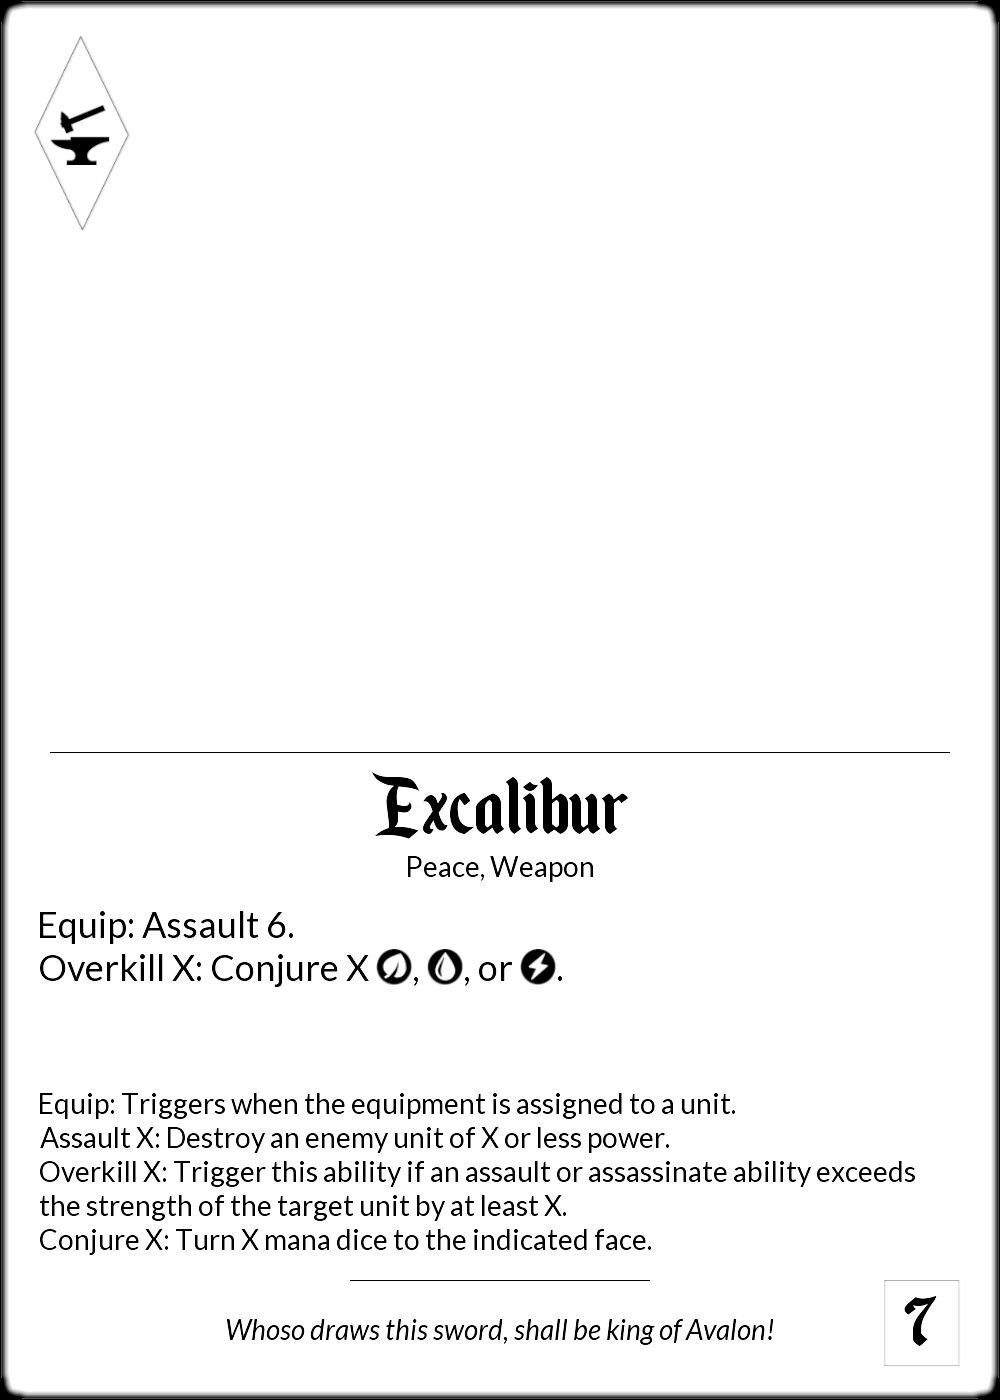 Excalibur
Peace, Weapon
Equip: Assault 6.
Overkill X: Conjure X , , or .
Equip: Triggers when the equipment is assigned to a unit.
Assault X: Destroy an enemy unit of X or less power.
Overkill X: Trigger this ability if an assault or assassinate ability exceeds
the strength of the target unit by at least X.
Conjure X: Turn X mana dice to the indicated face.
Whoso draws this sword, shall be king of Avalon!
7